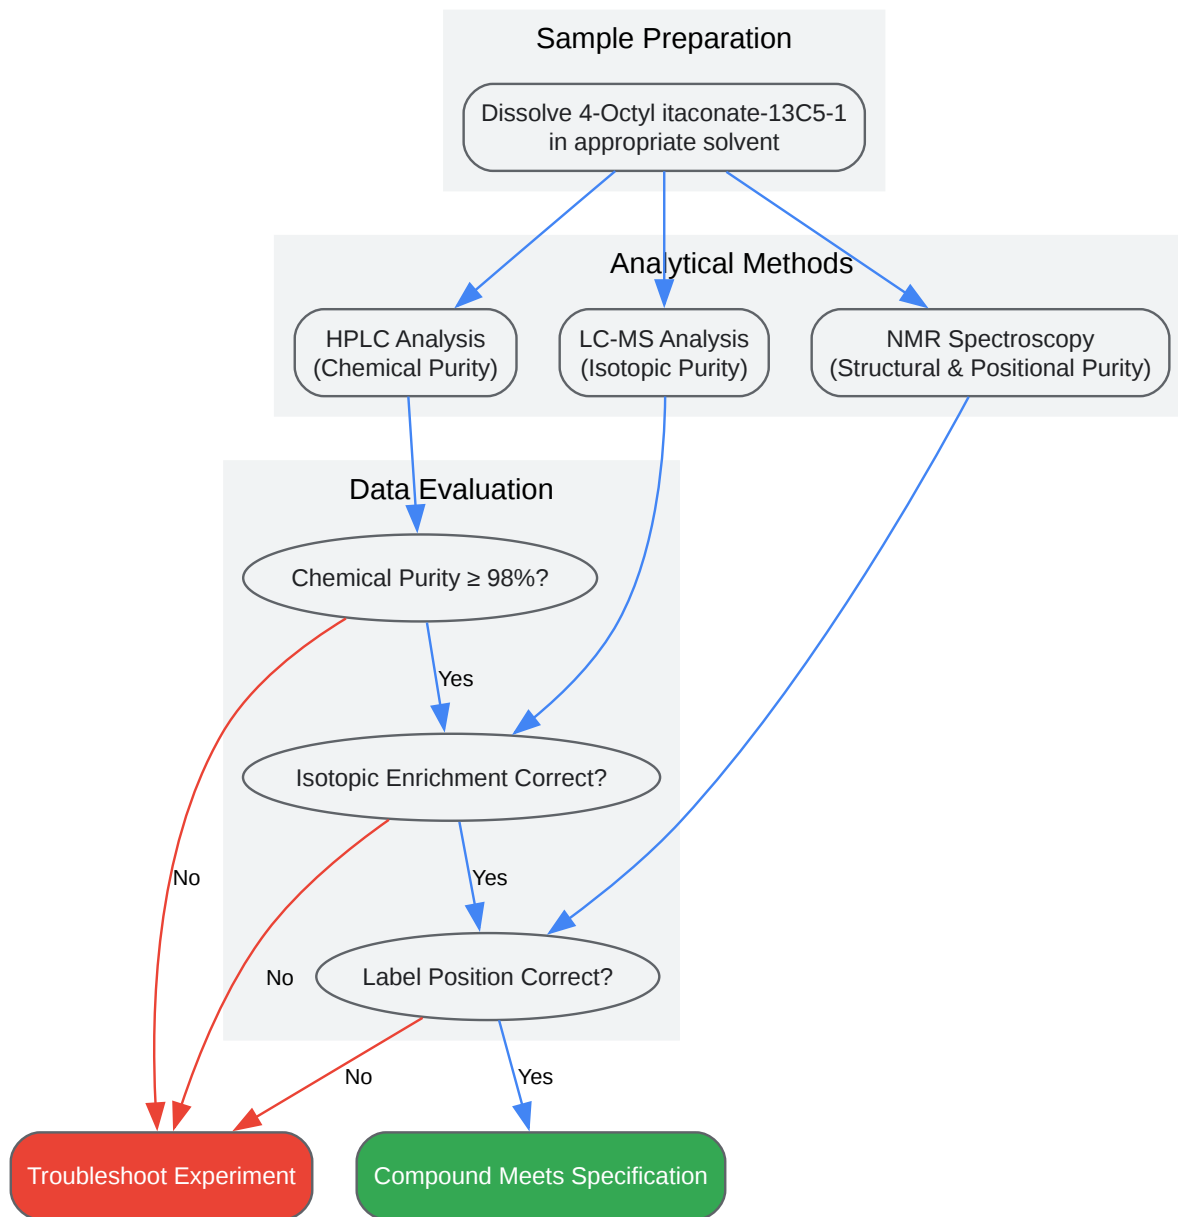 Sample Preparation
Dissolve 4-Octyl itaconate-13C5-1
in appropriate solvent
Analytical Methods
HPLC Analysis
(Chemical Purity)
LC-MS Analysis
(Isotopic Purity)
NMR Spectroscopy
(Structural & Positional Purity)
Data Evaluation
Chemical Purity ≥ 98%?
Yes
Isotopic Enrichment Correct?
No
Yes
Label Position Correct?
No
No
Yes
Troubleshoot Experiment
Compound Meets Specification